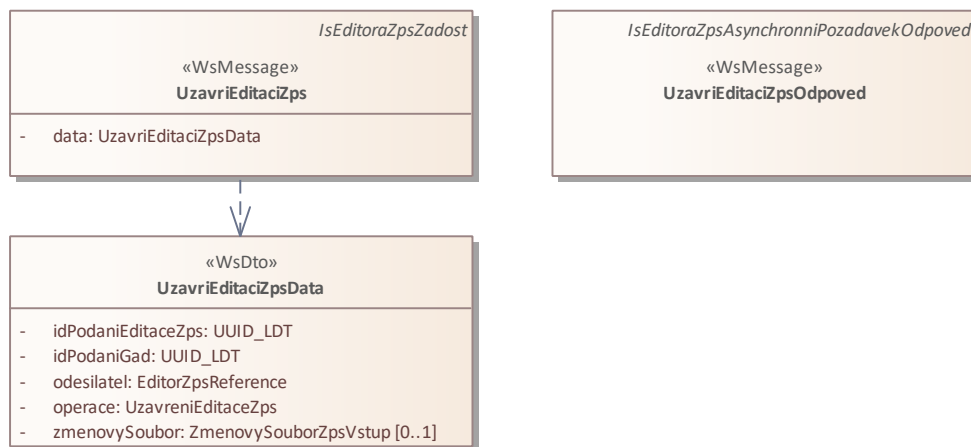 IsEditoraZpsZadost
«WsMessage»
UzavriEditaciZps
- data: UzavriEditaciZpsData
IsEditoraZpsAsynchronniPozadavekOdpoved
«WsMessage»
UzavriEditaciZpsOdpoved
«WsDto»
UzavriEditaciZpsData
- idPodaniEditaceZps: UUID_LDT
- idPodaniGad: UUID_LDT
- odesilatel: EditorZpsReference
- operace: UzavreniEditaceZps
- zmenovySoubor: ZmenovySouborZpsVstup [0..1]